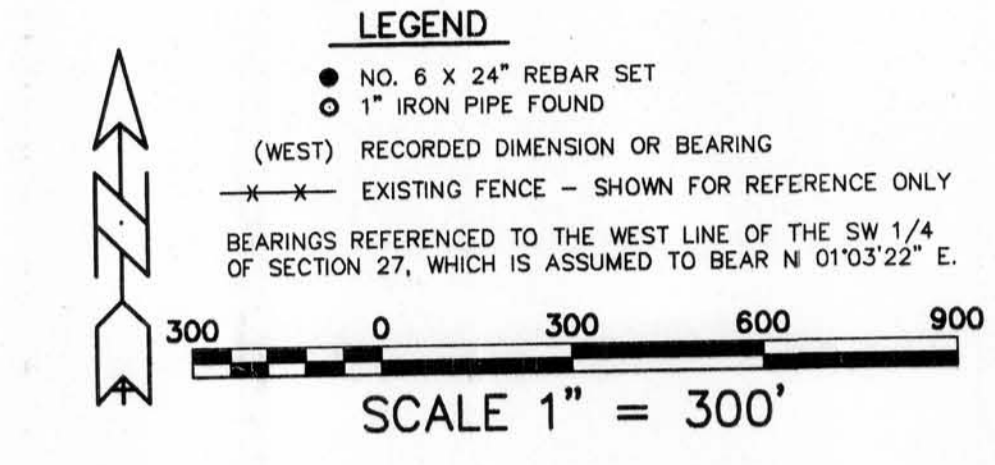 LEGEND
NO. 6 X 24" REBAR SET
1" IRON PIPE FOUND
(WEST) RECORDED DIMENSION OR BEARING
X X EXISTING FENCE – SHOWN FOR REFERENCE ONLY
BEARINGS REFERENCED TO THE WEST LINE OF THE SW 1/4
OF SECTION 27, WHICH IS ASSUMED TO BEAR N 01°03'22" E.
N
300 0 300 600 900
SCALE 1" = 300'